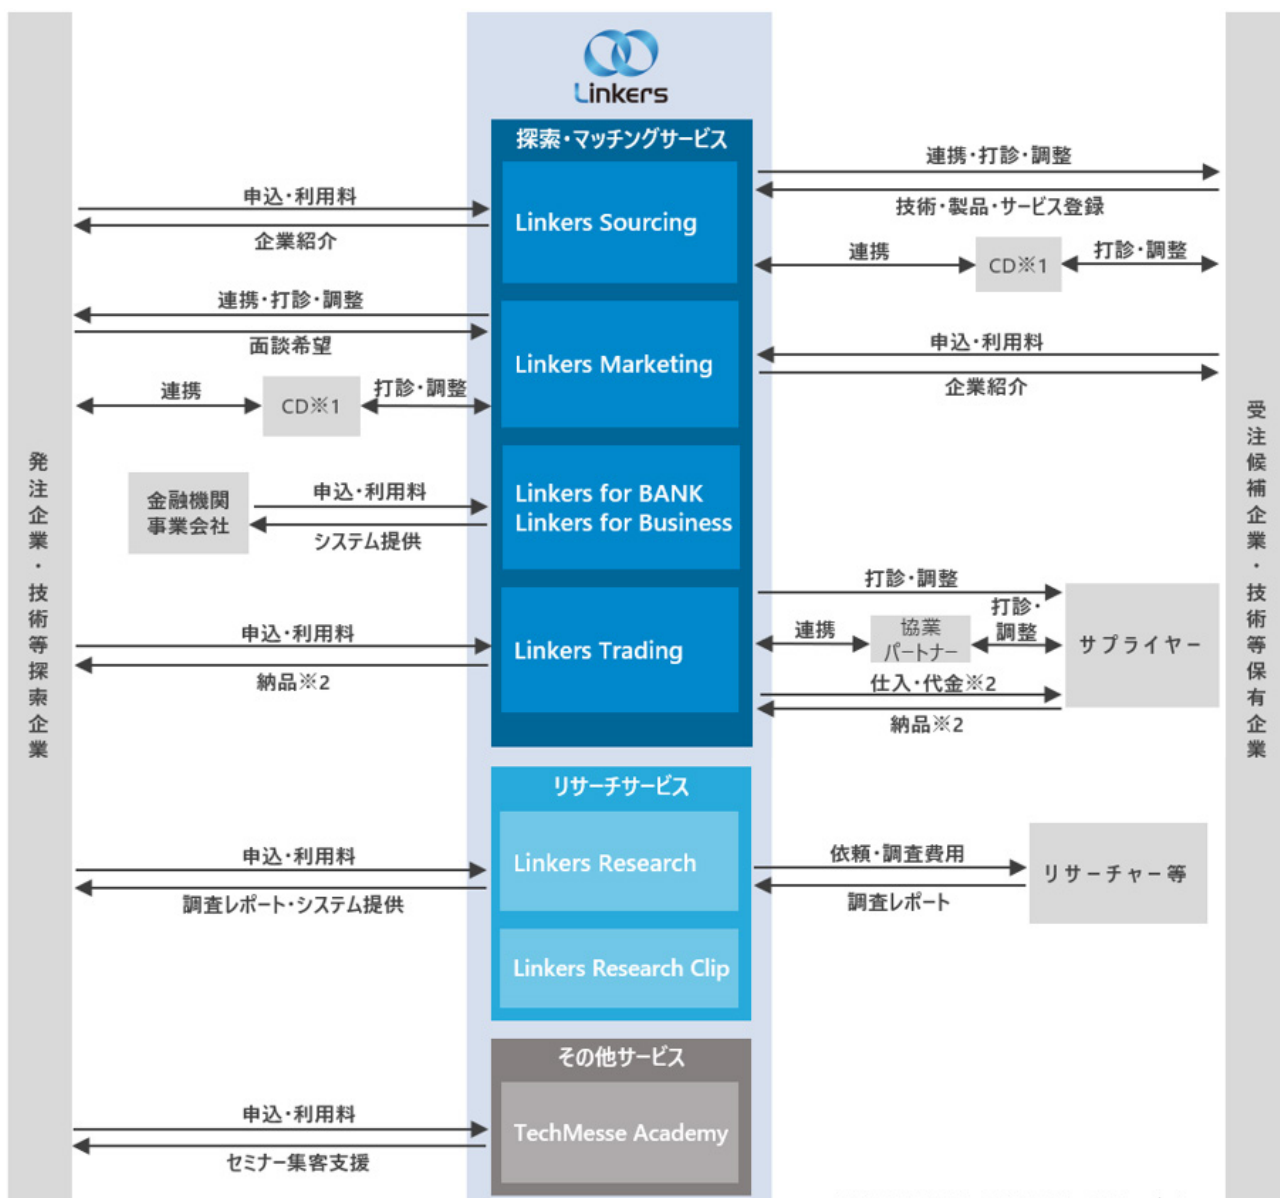 Linkers
探索・マッチングサービス
連携・打診・調整
技術・製品・サービス登録
申込・利用料
企業紹介
Linkers Sourcing
連携
CD※1
打診・調整
連携・打診・調整
面談希望
Linkers Marketing
申込・利用料
企業紹介
連携
CD※1
打診・調整
発注企業・技術等探索企業
受注候補企業・技術等保有企業
金融機関
事業会社
申込・利用料
システム提供
Linkers for BANK
Linkers for Business
打診・調整
申込・利用料
納品※2
Linkers Trading
連携
協業
パートナー
打診・
調整
サプライヤー
仕入・代金※2
納品※2
リサーチサービス
申込・利用料
調査レポート・システム提供
Linkers Research
依頼・調査費用
調査レポート
リサーチャー等
Linkers Research Clip
その他サービス
申込・利用料
セミナー集客支援
TechMesse Academy